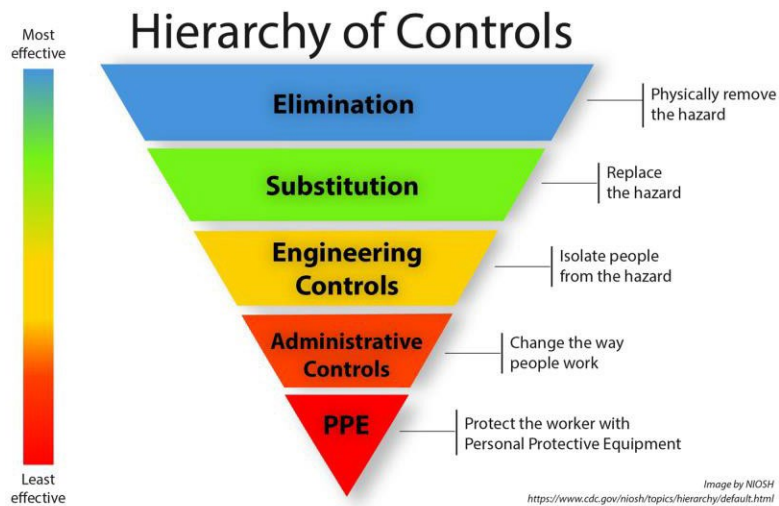 Hierarchy of Controls
Most
effective
Elimination
Physically remove
the hazard
Substitution
Replace
the hazard
Engineering
Controls
Isolate people
from the hazard
Administrative
Controls
Change the way
people work
PPE
Protect the worker with
Personal Protective Equipment
Least
effective
Image by NIOSH
https://www.cdc.gov/niosh/topics/hierarchy/default.html